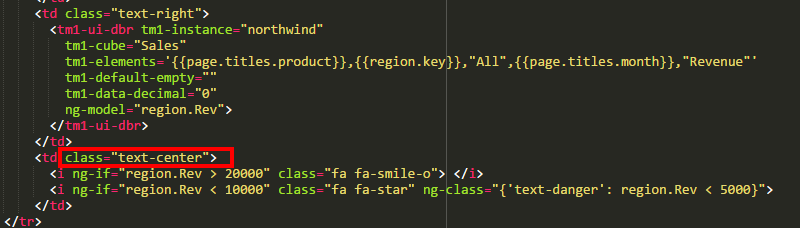 <td class="text-right">
<tm1-ui-dbr tm1-instance="northwind"
tm1-cube="Sales"
tm1-elements='{{page.titles.product}},{{region.key}},"All",{{page.titles.month}},"Revenue"'
tm1-default-empty=""
tm1-data-decimal="0"
ng-model="region.Rev">
</tm1-ui-dbr>
</td>
<td class="text-center">
<i ng-if="region.Rev > 20000" class="fa fa-smile-o"> </i>
<i ng-if="region.Rev < 10000" class="fa fa-star" ng-class="{'text-danger': region.Rev < 5000}">
</td>
</tr>